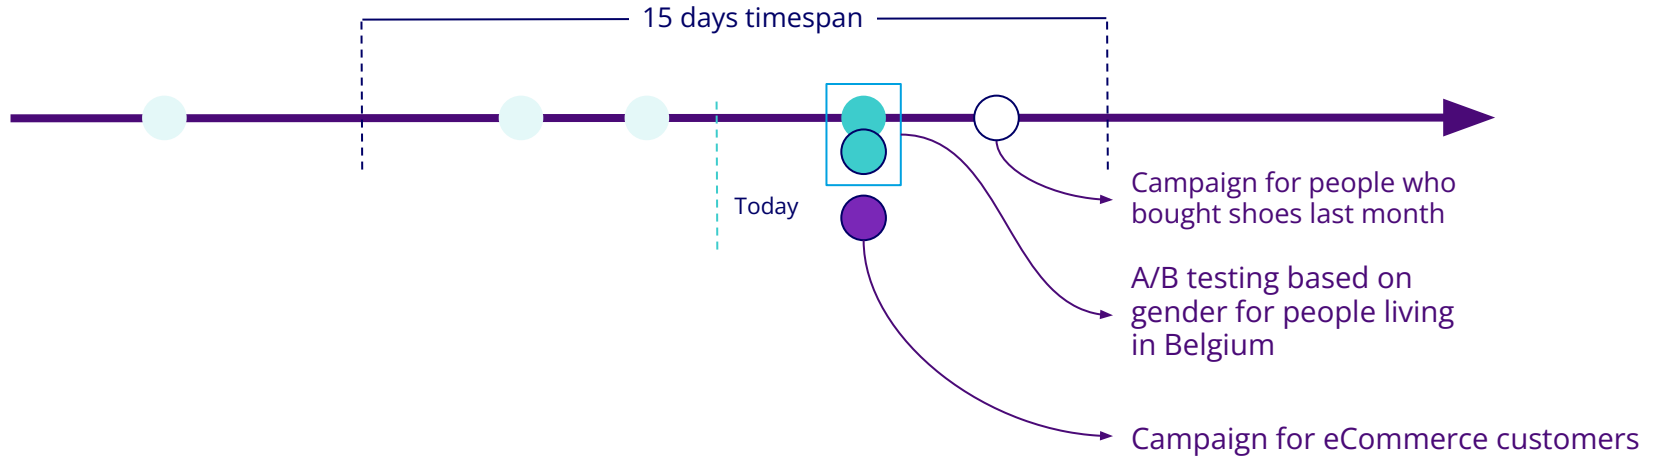 15 days timespan
Today
Campaign for people who
bought shoes last month
A/B testing based on
gender for people living
in Belgium
Campaign for eCommerce customers